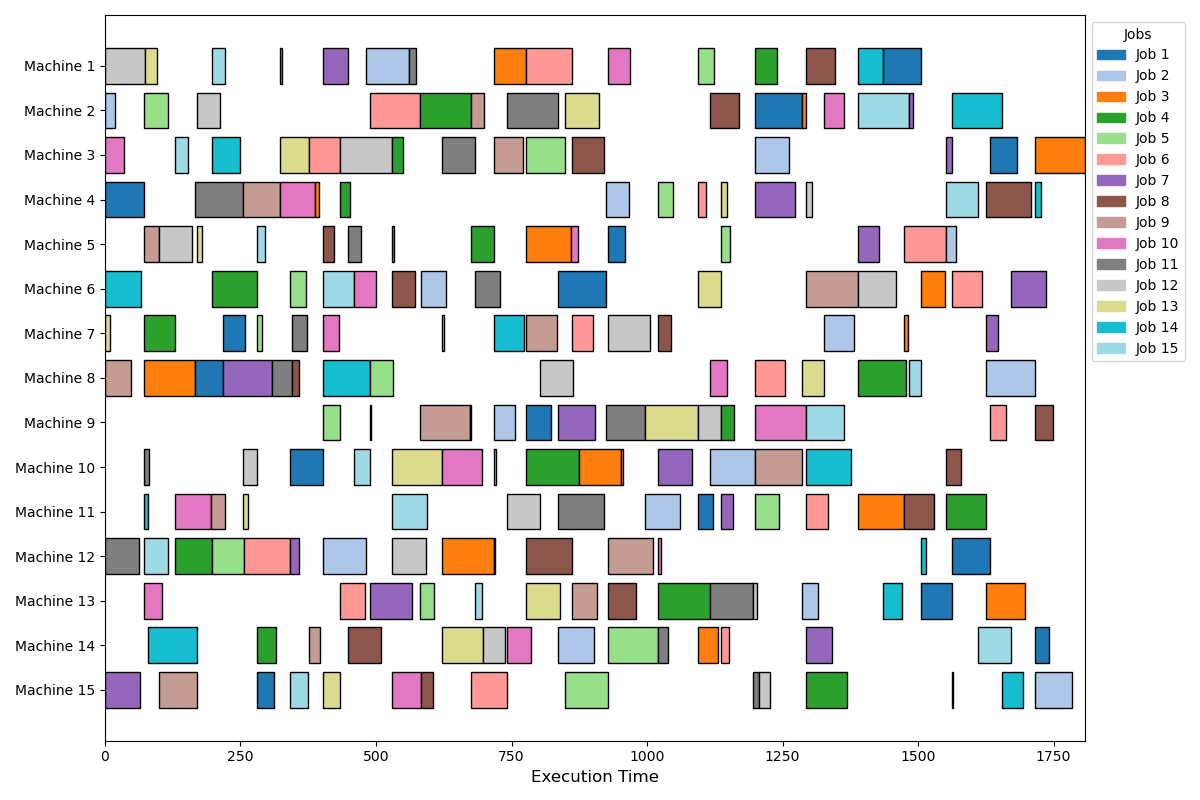 Machine 1
Machine 2
Machine 3
Machine 4
Machine 5
Machine 6
Machine 7
Machine 8
Machine 9
Machine 10
Machine 11
Machine 12
Machine 13
Machine 14
Machine 15
0 250 500 750 1000 1250 1500 1750
Execution Time
Jobs
Job 1
Job 2
Job 3
Job 4
Job 5
Job 6
Job 7
Job 8
Job 9
Job 10
Job 11
Job 12
Job 13
Job 14
Job 15